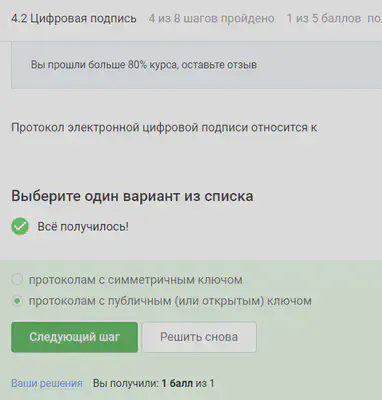 4.2 Цифровая подпись 4 из 8 шагов пройдено 1 из 5 баллов
Вы прошли больше 80% курса, оставьте отзыв
Протокол электронной цифровой подписи относится к
Выберите один вариант из списка
Всё получилось!
протоколам с симметричным ключом
протоколам с публичным (или открытым) ключом
Следующий шаг Решить снова
Ваши решения Вы получили: 1 балл из 1